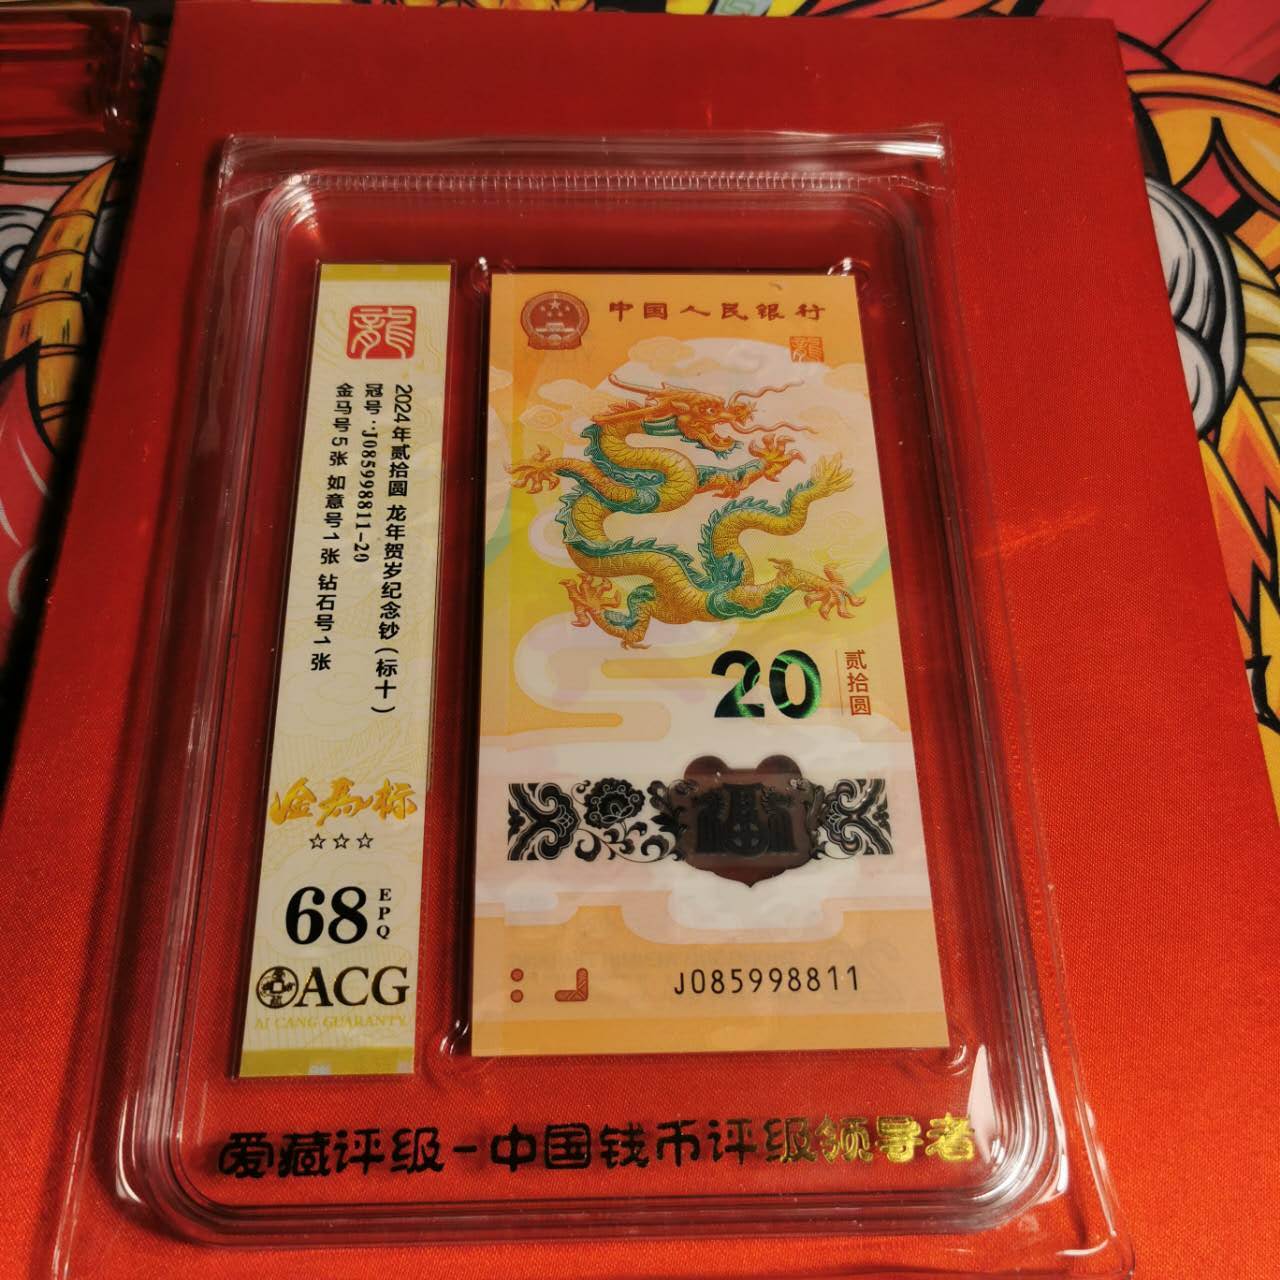 龍
2024年贰拾圆 龙年贺岁纪念钞(标十)
冠号:J085998811-20
金马号5张 如意号1张 钻石号1张
金马标
☆☆☆
68 EPQ
ACG
AI CANG GUARANTY
中国人民银行
龍
20
贰拾圆
J085998811
爱藏评级-中国钱币评级领导者